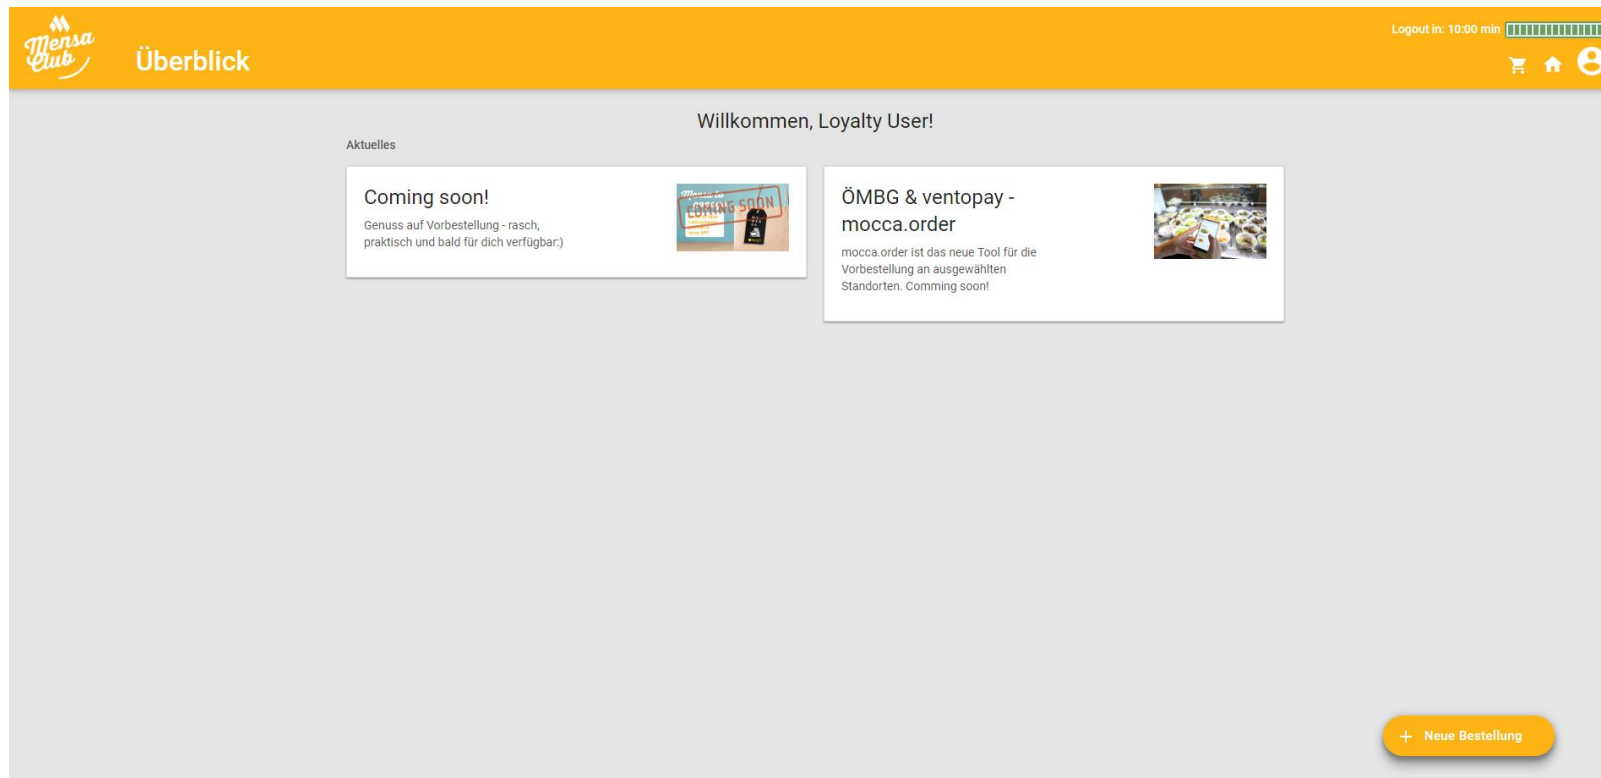 Mensa
Club
Überblick
Logout in: 10:00 min
Willkommen, Loyalty User!
Aktuelles
Coming soon!
Genuss auf Vorbestellung - rasch,
praktisch und bald für dich verfügbar:)
COMING SOON
ÖMBG & ventopay -
mocca.order
mocca.order ist das neue Tool für die
Vorbestellung an ausgewählten
Standorten. Comming soon!
+ Neue Bestellung